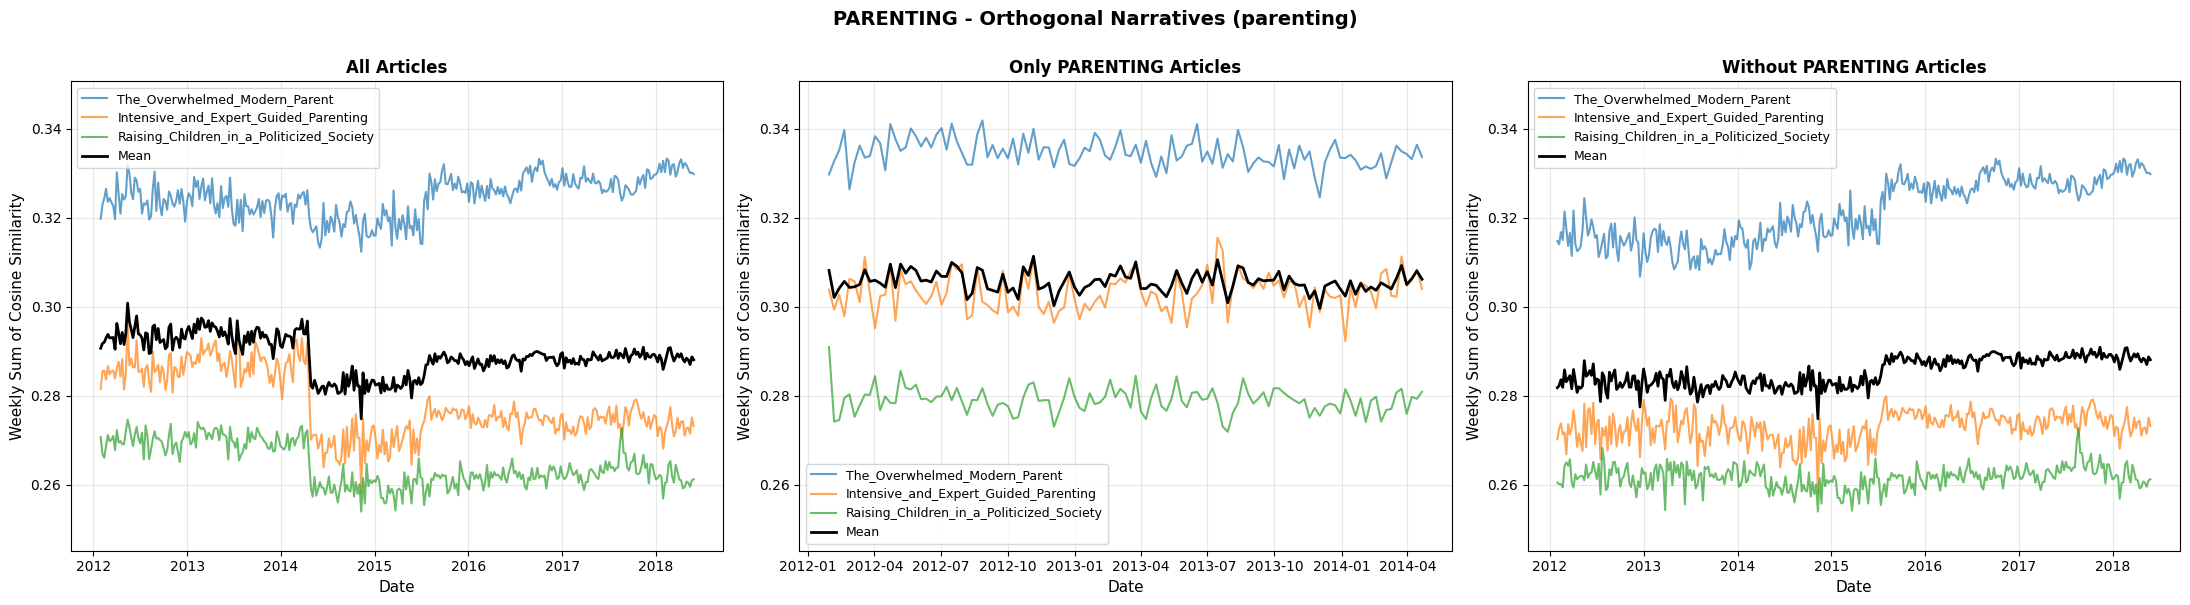 PARENTING - Orthogonal Narratives (parenting)
All Articles
Weekly Sum of Cosine Similarity
0.34
0.32
0.30
0.28
0.26
The_Overwhelmed_Modern_Parent
Intensive_and_Expert_Guided_Parenting
Raising_Children_in_a_Politicized_Society
Mean
2012 2013 2014 2015 2016 2017 2018
Date
Only PARENTING Articles
Weekly Sum of Cosine Similarity
0.34
0.32
0.30
0.28
0.26
The_Overwhelmed_Modern_Parent
Intensive_and_Expert_Guided_Parenting
Raising_Children_in_a_Politicized_Society
Mean
2012-01 2012-04 2012-07 2012-10 2013-01 2013-04 2013-07 2013-10 2014-01 2014-04
Date
Without PARENTING Articles
Weekly Sum of Cosine Similarity
0.34
0.32
0.30
0.28
0.26
The_Overwhelmed_Modern_Parent
Intensive_and_Expert_Guided_Parenting
Raising_Children_in_a_Politicized_Society
Mean
2012 2013 2014 2015 2016 2017 2018
Date